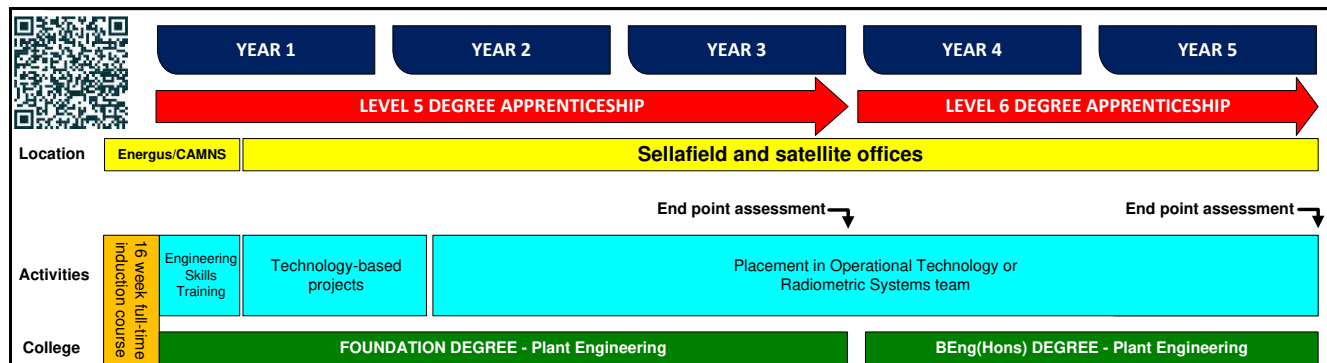 YEAR 1
YEAR 2
YEAR 3
YEAR 4
YEAR 5
LEVEL 5 DEGREE APPRENTICESHIP
LEVEL 6 DEGREE APPRENTICESHIP
Location
Energus/CAMNS
Sellafield and satellite offices
End point assessment
End point assessment
Activities
16 week full-time
induction course
Engineering
Skills
Training
Technology-based
projects
Placement in Operational Technology or
Radiometric Systems team
College
FOUNDATION DEGREE - Plant Engineering
BEng(Hons) DEGREE - Plant Engineering